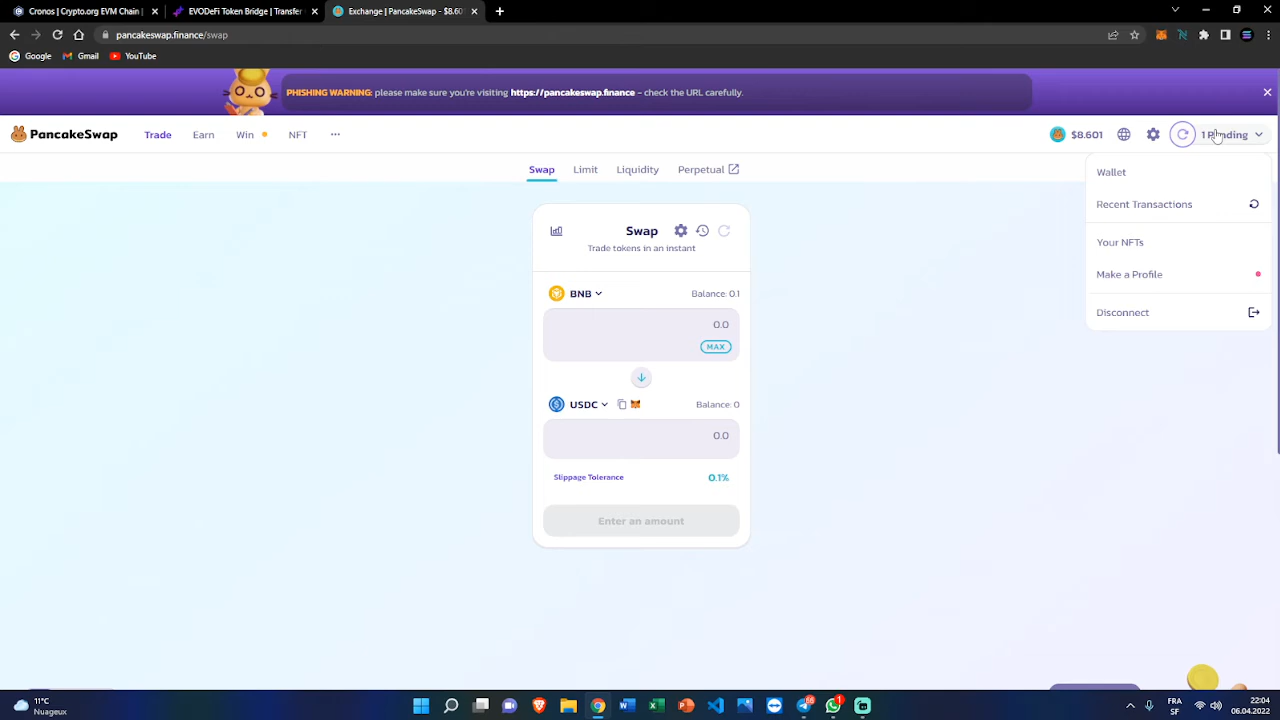 Cronos | Crypto.org EVM Chain |
EVODeFi Token Bridge | Transfer
Exchange | PancakeSwap - $8.60
pancakeswap.finance/swap
Google Gmail YouTube
PHISHING WARNING: please make sure you're visiting https://pancakeswap.finance - check the URL carefully.
PancakeSwap Trade Earn Win NFT $8.601 1 Pending
Swap Limit Liquidity Perpetual
Wallet
Recent Transactions
Your NFTs
Make a Profile
Disconnect
Swap
Trade tokens in an instant
BNB Balance: 0.1
0.0
MAX
USDC Balance: 0
0.0
Slippage Tolerance 0.1%
Enter an amount
11°C
Nuageux
66
1
FRA
SF
22:04
06.04.2022